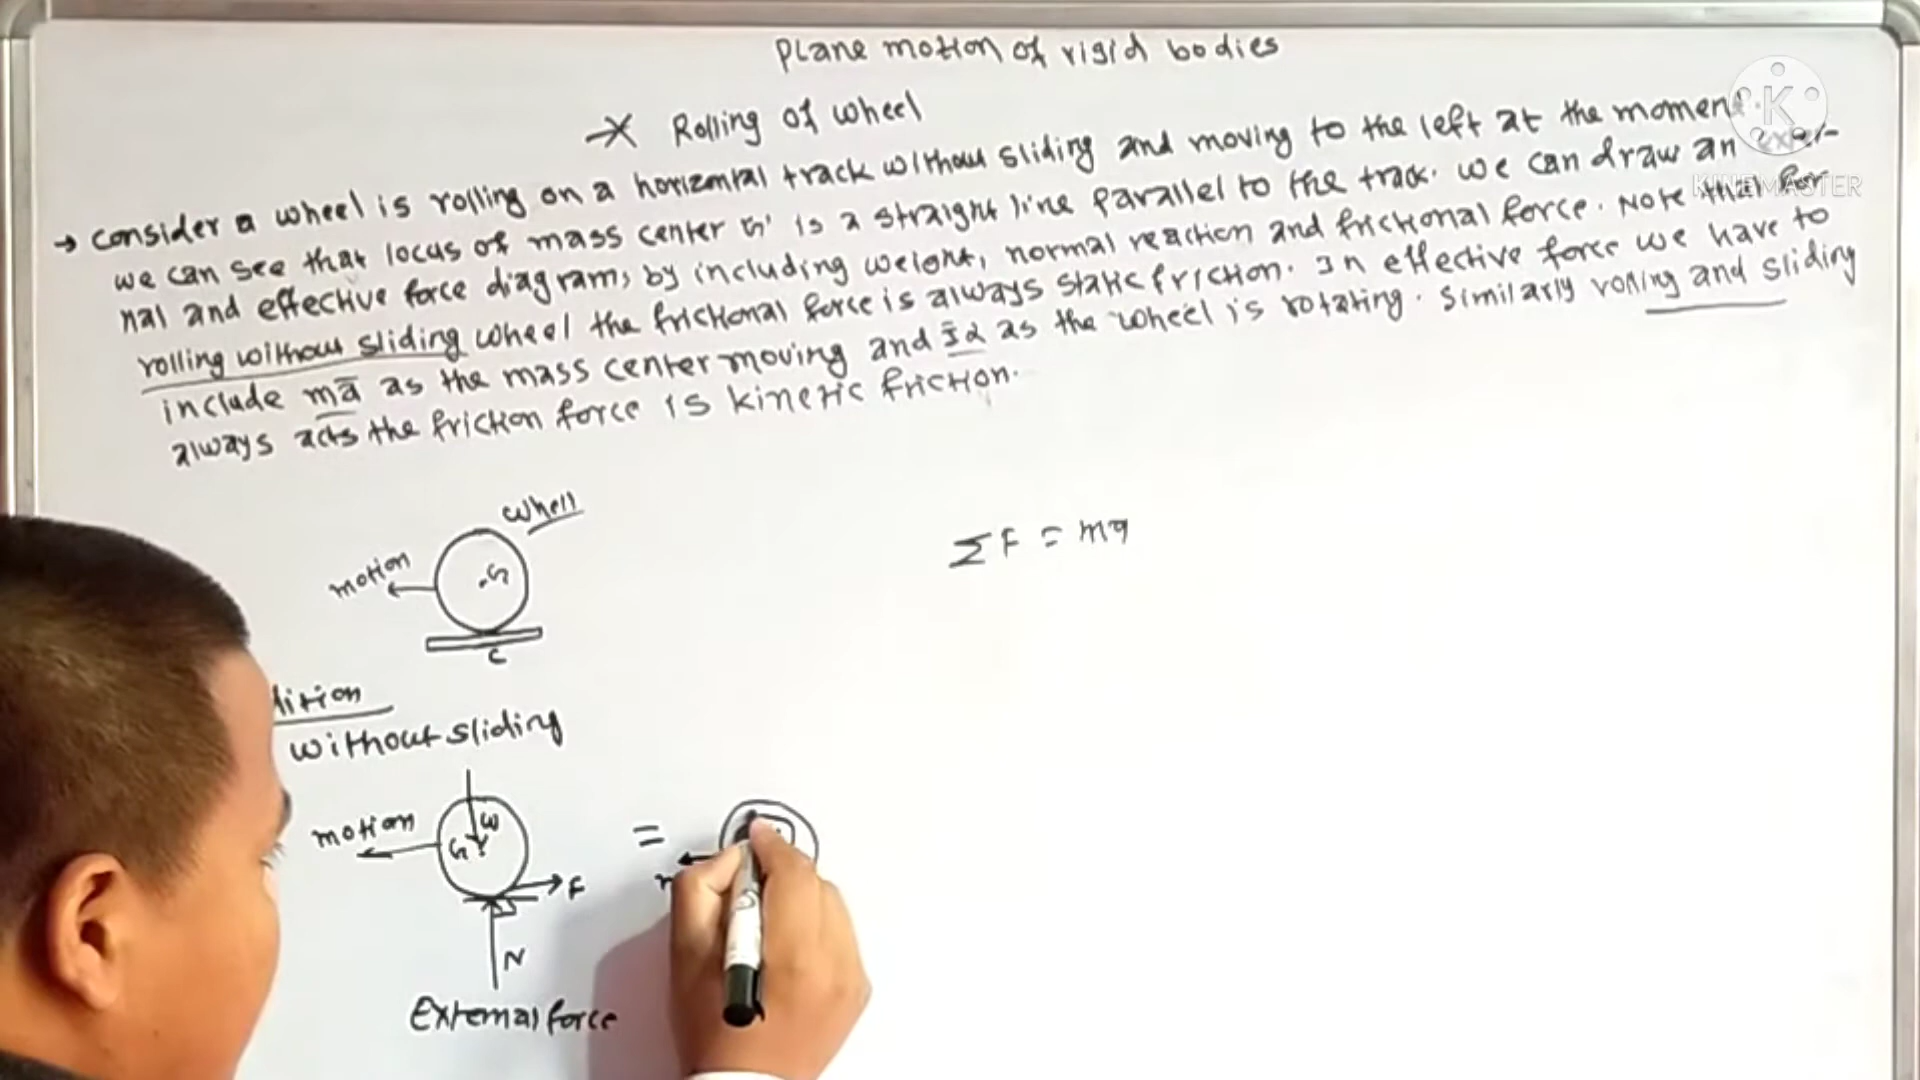 Plane motion of rigid bodies
Rolling of wheel
→ consider a wheel is rolling on a horizontal track without sliding and moving to the left at the moment
we can see that locus of mass center G' is a straight line parallel to the track. we can draw an exter-
nal and effective force diagram, by including weight, normal reaction and frictional force. Note that for
rolling without sliding wheel the frictional force is always static friction. In effective force we have to
include mā as the mass center moving and Īα as the wheel is rotating. Similarly rolling and sliding
always acts the friction force is kinetic friction.
whell
motion
G
C
ΣF = ma
without sliding
motion
W
G
F
N
=
External force
KINEMASTER